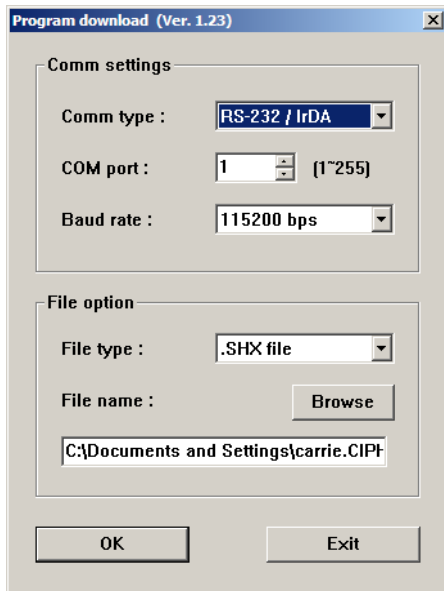 Program download (Ver. 1.23)
Comm settings
Comm type : RS-232 / IrDA
COM port : 1 (1~255)
Baud rate : 115200 bps
File option
File type : .SHX file
File name : Browse
C:\Documents and Settings\carrie.CIPH
OK Exit